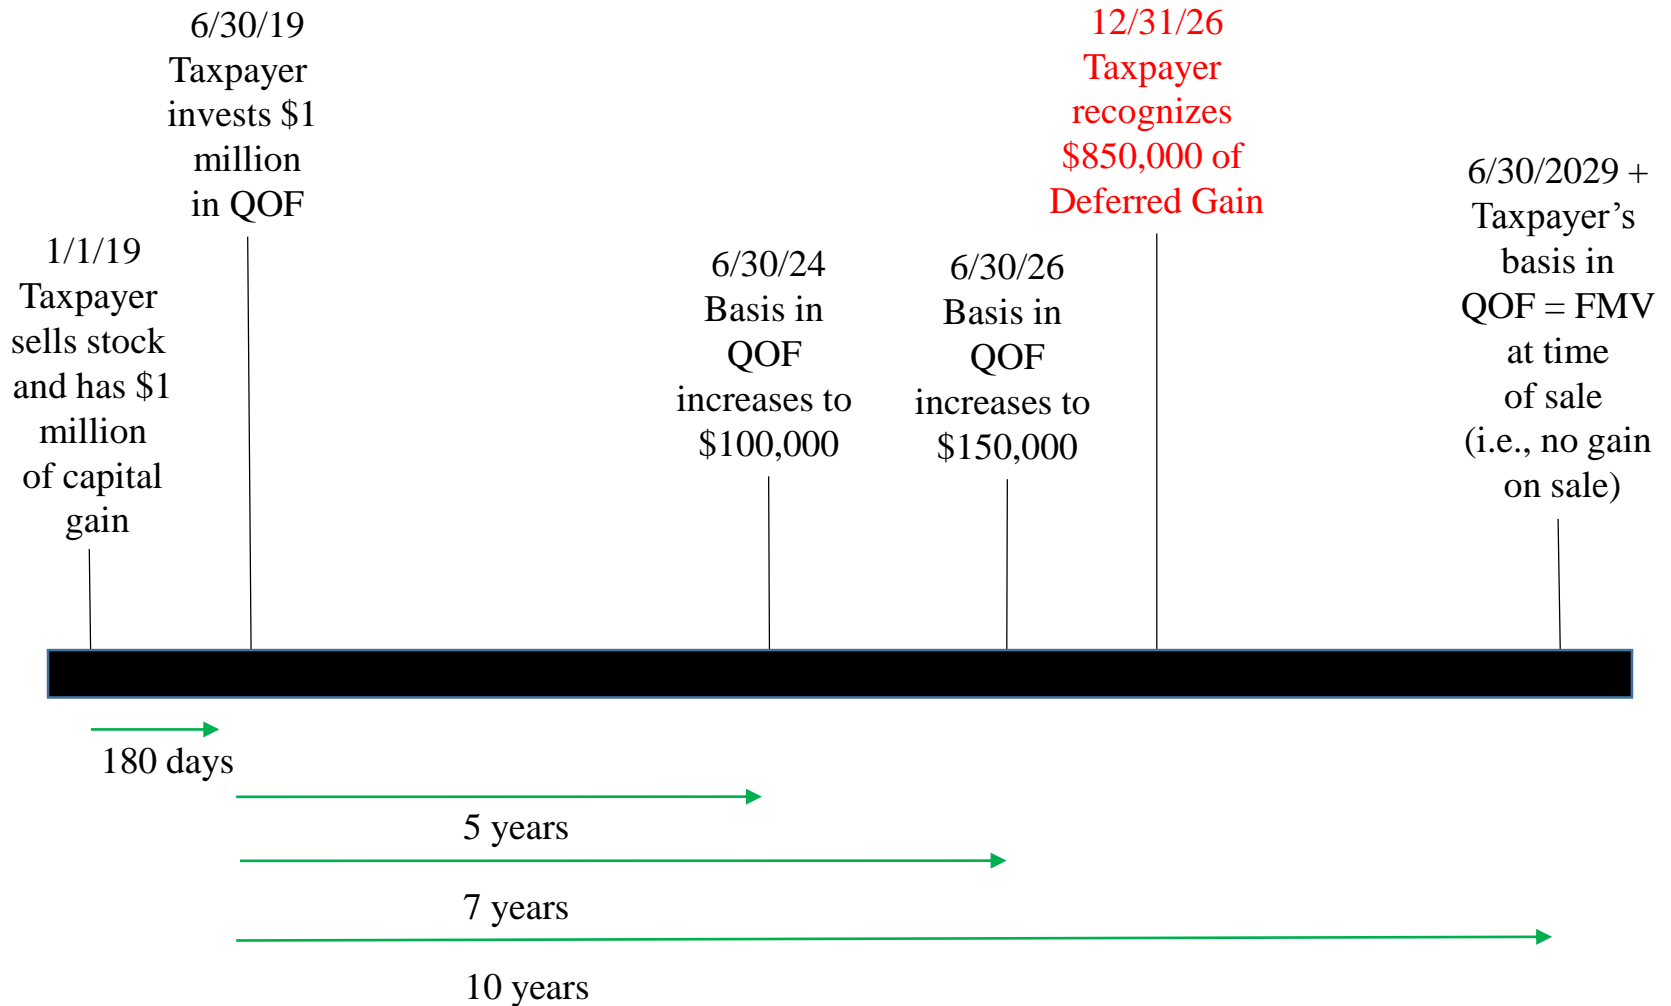 1/1/19
Taxpayer
sells stock
and has $1
million
of capital
gain
6/30/19
Taxpayer
invests $1
million
in QOF
6/30/24
Basis in
QOF
increases to
$100,000
6/30/26
Basis in
QOF
increases to
$150,000
12/31/26
Taxpayer
recognizes
$850,000 of
Deferred Gain
6/30/2029 +
Taxpayer’s
basis in
QOF = FMV
at time
of sale
(i.e., no gain
on sale)
180 days
5 years
7 years
10 years